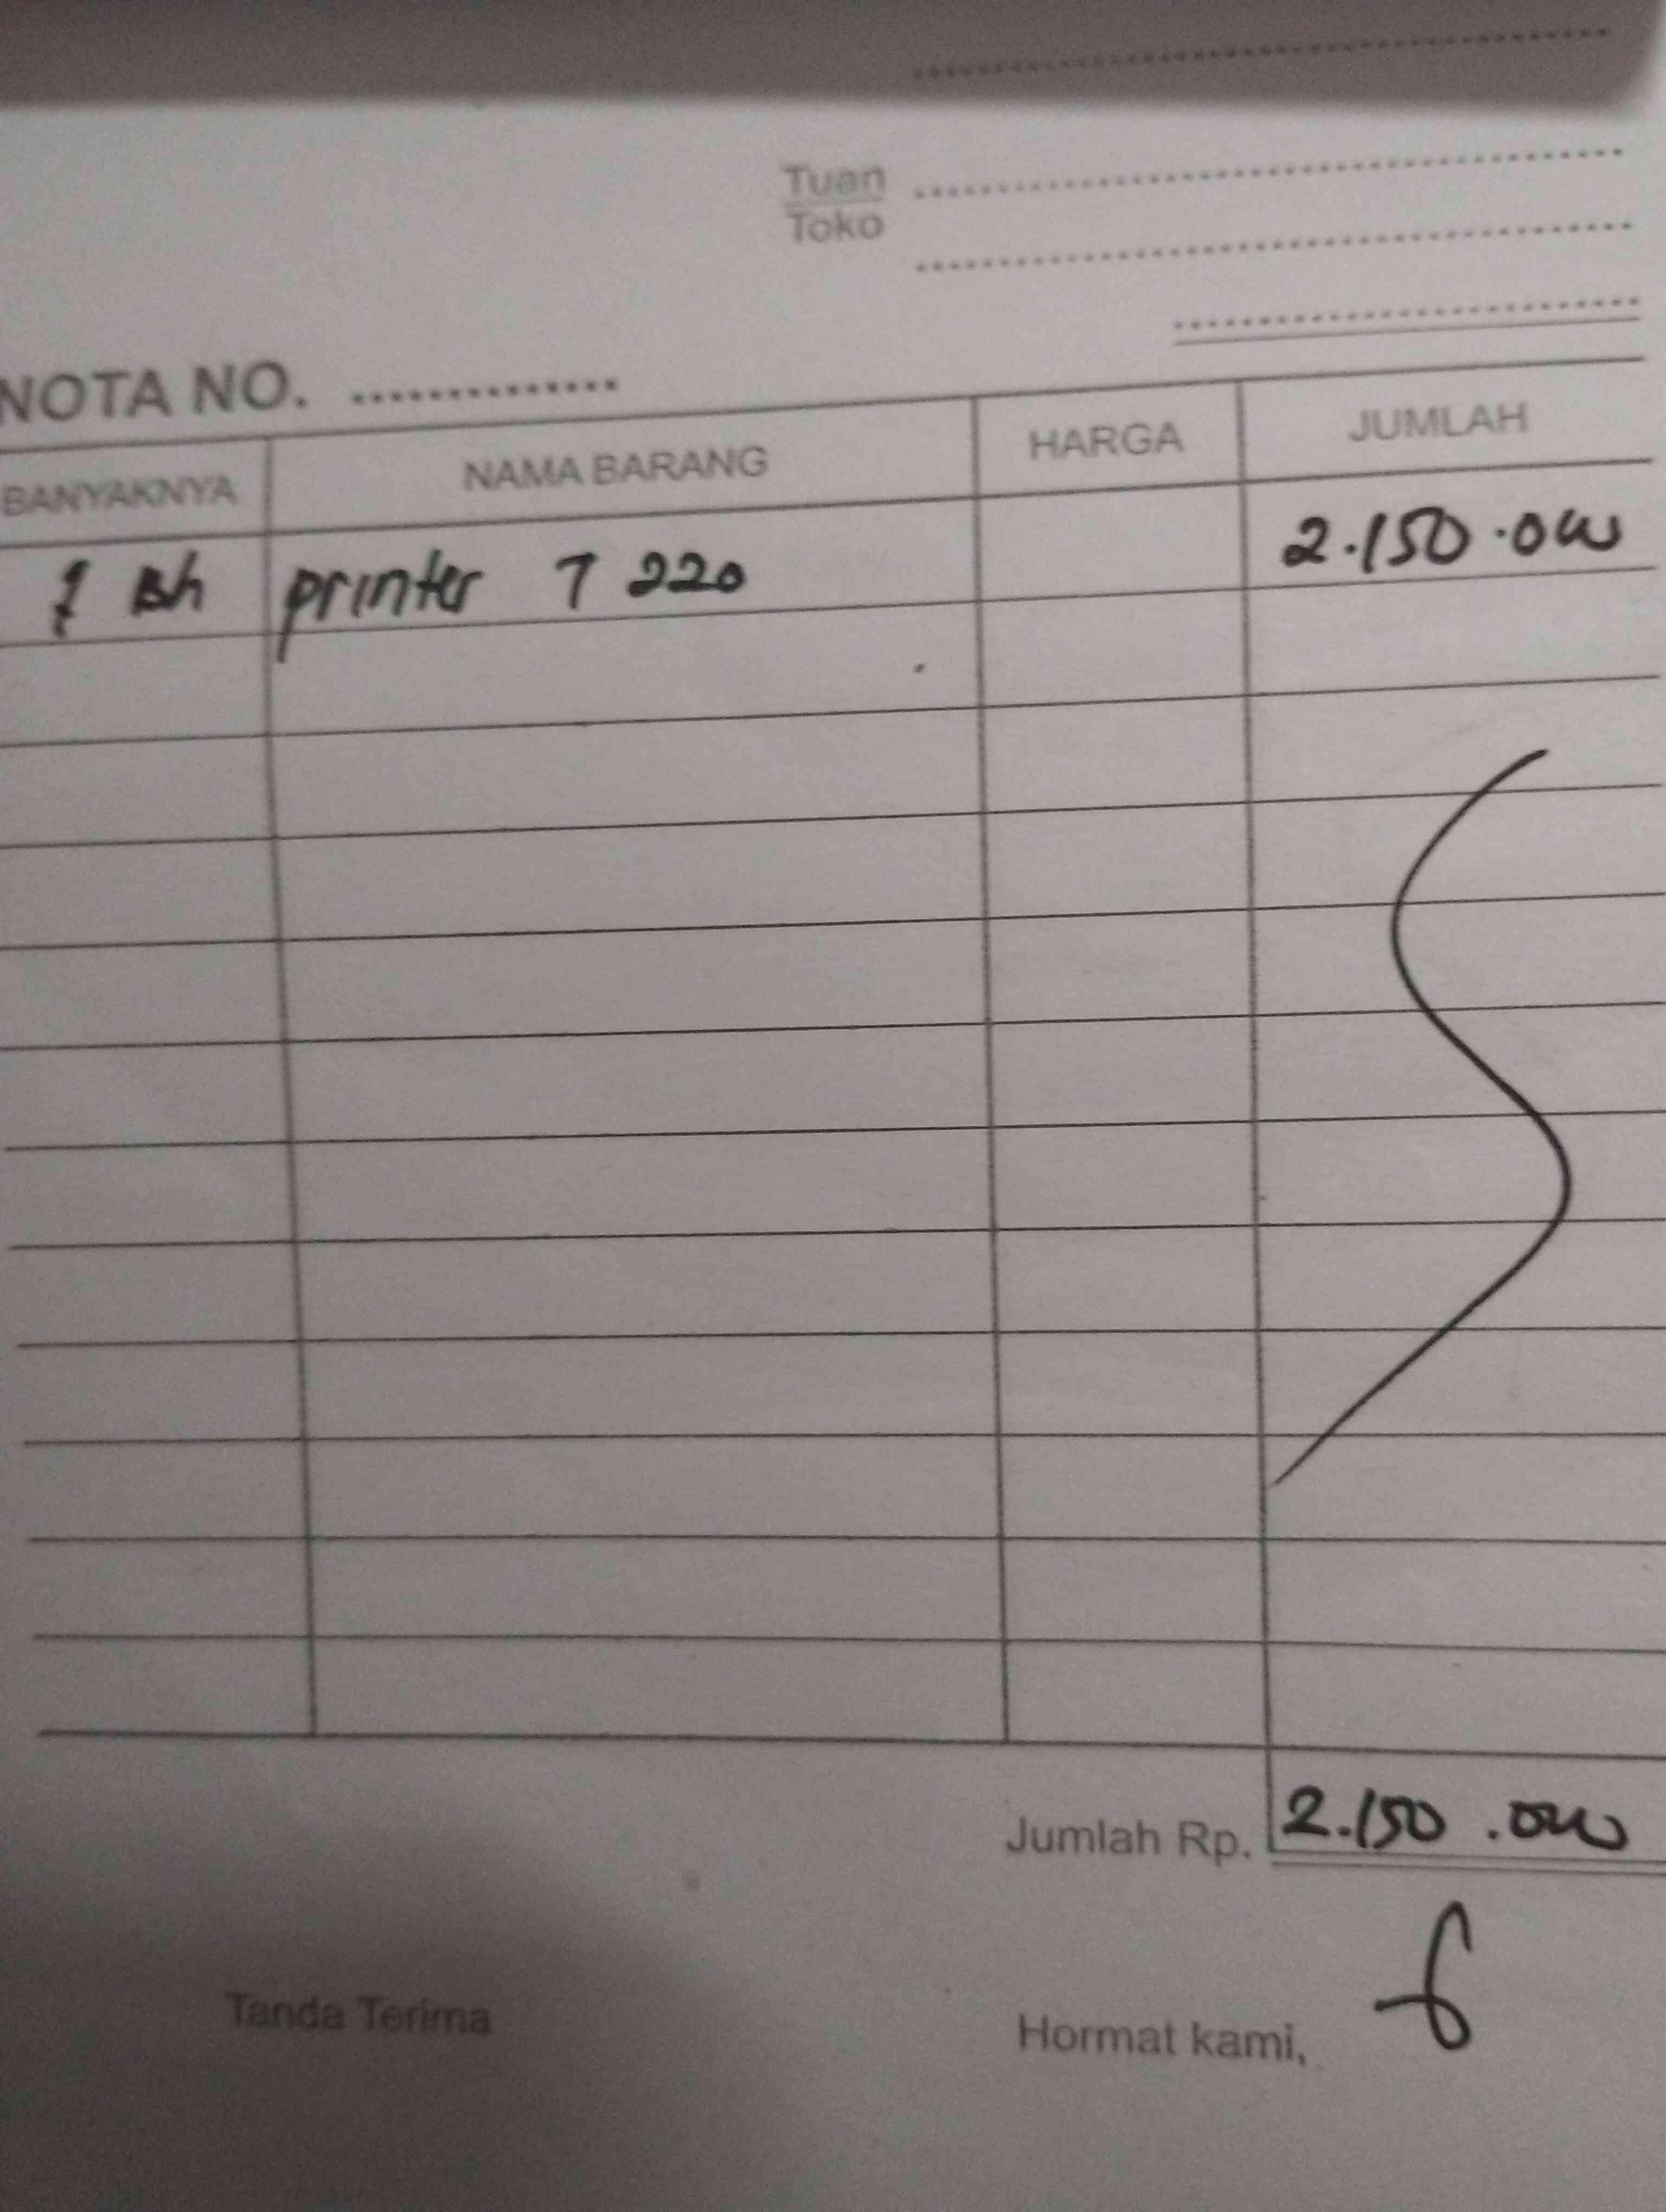 Tuan
Toko
NOTA NO.
BANYAKNYA NAMA BARANG HARGA JUMLAH
1 Bh printer T 220 2.150.000
Jumlah Rp. 2.150.000
Tanda Terima Hormat kami,